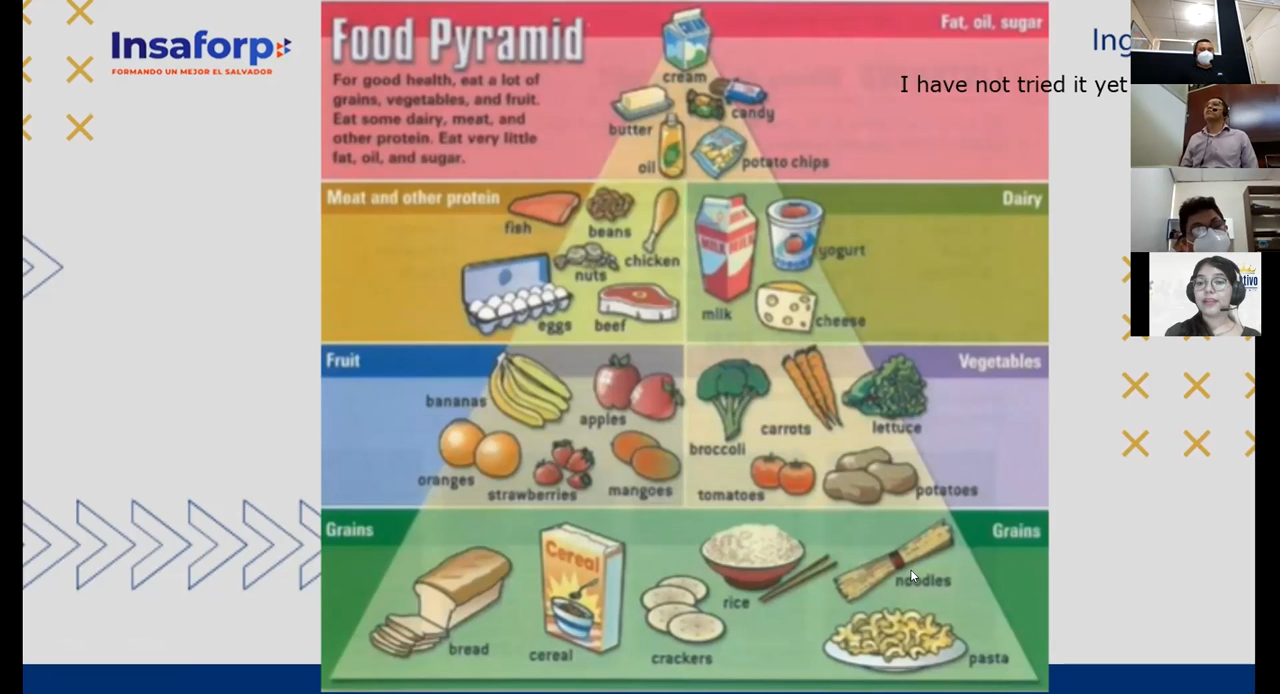 Insaforp
FORMANDO UN MEJOR EL SALVADOR
Food Pyramid
For good health, eat a lot of
grains, vegetables, and fruit.
Eat some dairy, meat, and
other protein. Eat very little
fat, oil, and sugar.
Fat, oil, sugar
Ing
I have not tried it yet
CREAM
cream
butter
candy
oil
potato chips
Meat and other protein
Dairy
fish
beans
chicken
nuts
eggs
beef
MILK
MILK
yogurt
milk
cheese
tivo
Fruit
Vegetables
bananas
apples
oranges
strawberries
mangoes
broccoli
carrots
lettuce
tomatoes
potatoes
Grains
Grains
Cereal
bread
cereal
crackers
rice
noodles
pasta